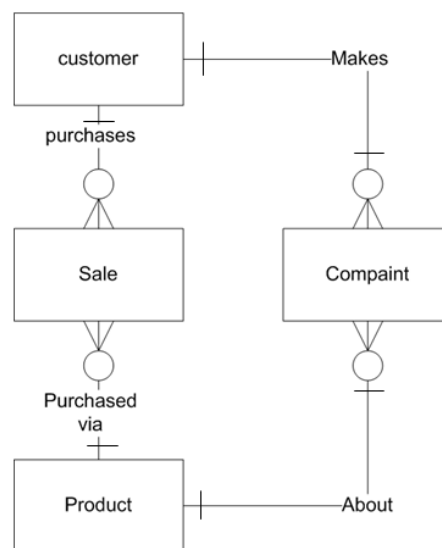 customer
Makes
purchases
Sale
Compaint
Purchased
via
Product
About